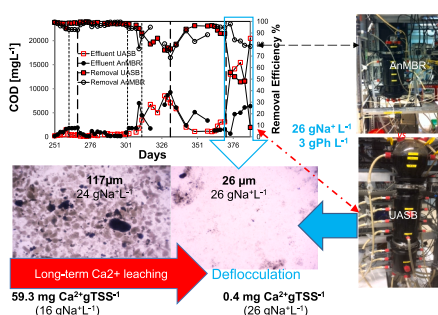 COD [mgL-1]
25000
20000
15000
10000
5000
0
100
90
80
70
60
50
40
30
20
10
0
Removal Efficiency %
Effluent UASB
Effluent AnMBR
Removal UASB
Removal AnMBR
251 276 301 326 351 376
Days
AnMBR
26 gNa+ L-1
3 gPh L-1
UASB
117µm
24 gNa+L-1
26 µm
26 gNa+L-1
Long-term Ca2+ leaching
Deflocculation
59.3 mg Ca2+gTSS-1
(16 gNa+L-1)
0.4 mg Ca2+gTSS-1
(26 gNa+L-1)